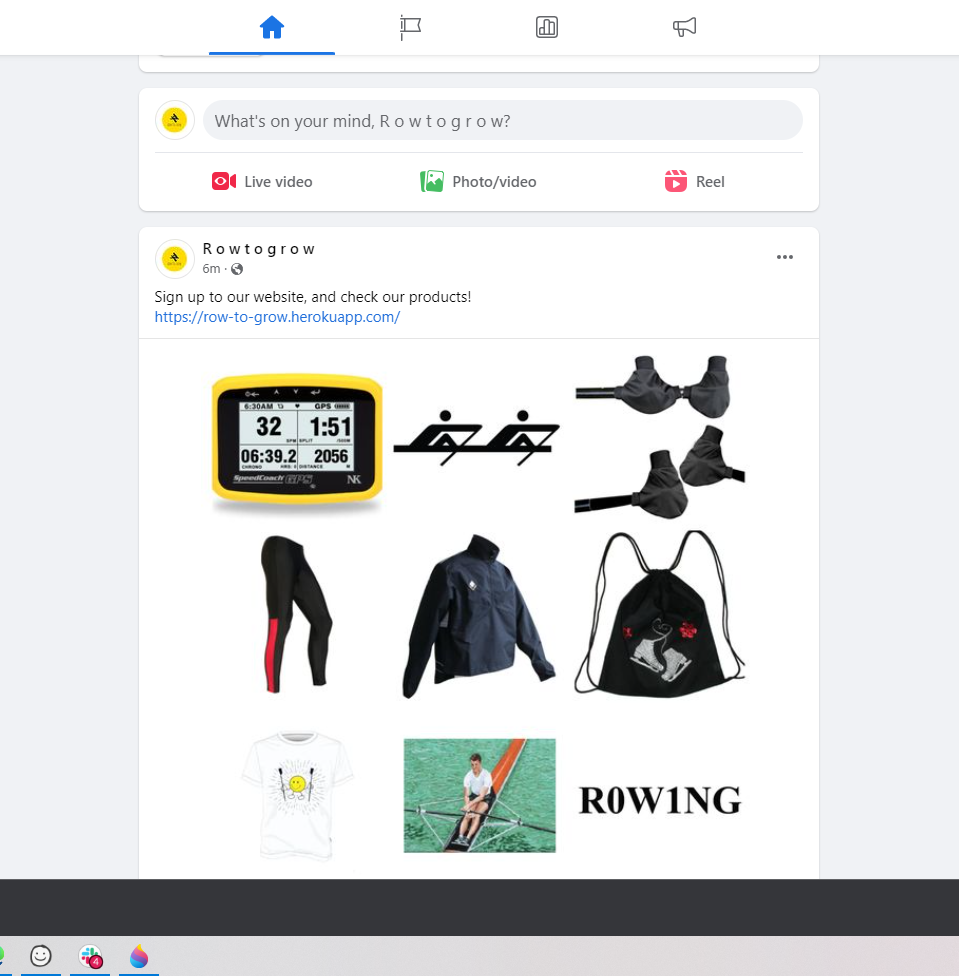 What's on your mind, R o w t o g r o w?
Live video
Photo/video
Reel
R o w t o g r o w
6m ·
Sign up to our website, and check our products!
https://row-to-grow.herokuapp.com/
6:30AM GPS
32 1:51
SPM SPLIT /500M
06:39.2 2056
CHRONO DISTANCE M
SpeedCoach GPS NK
R0W1NG
4